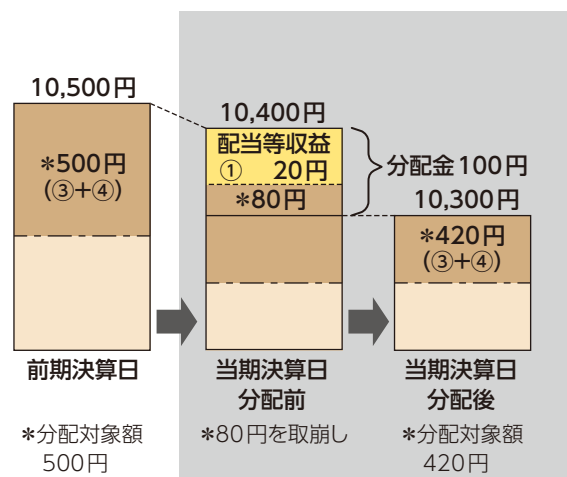 10,500円
*500円
(③+④)
前期決算日
*分配対象額
500円
10,400円
配当等収益
① 20円
*80円
分配金100円
当期決算日
分配前
*80円を取崩し
10,300円
*420円
(③+④)
当期決算日
分配後
*分配対象額
420円